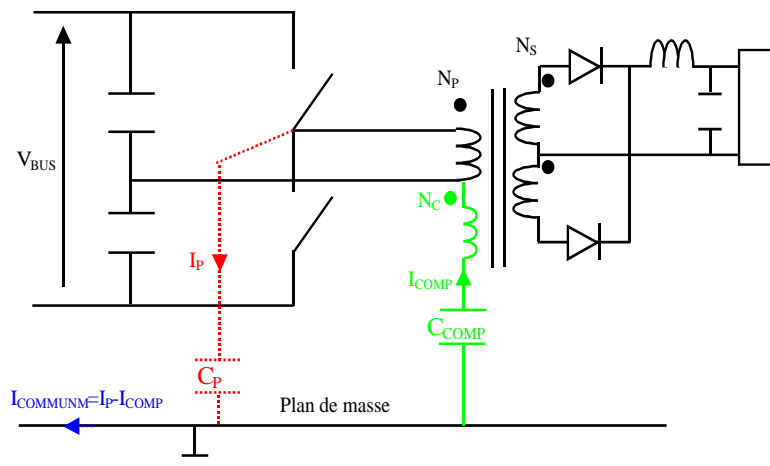 N_S
N_P
V_BUS
N_C
I_P
I_COMP
C_COMP
C_P
I_COMMUNM=I_P-I_COMP
Plan de masse